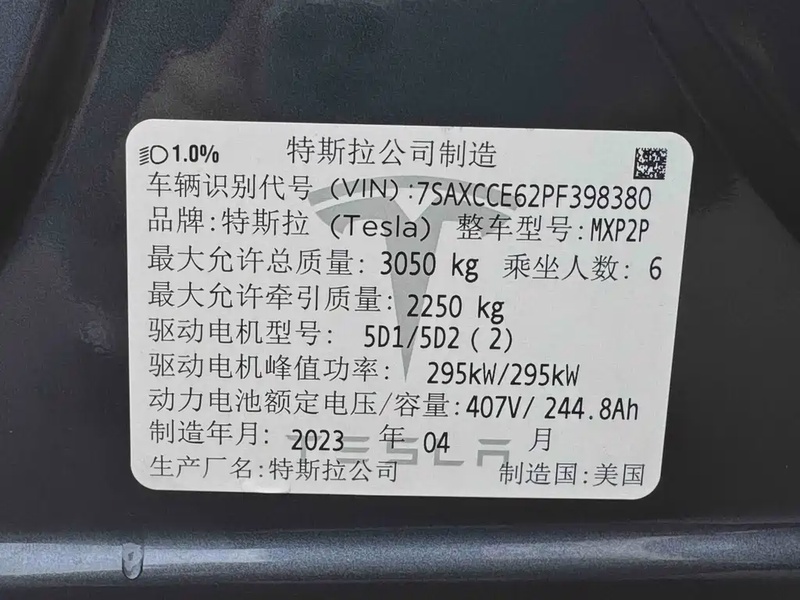 1.0% 特斯拉公司制造
车辆识别代号 (VIN):7SAXCCE62PF398380
品牌:特斯拉 (Tesla) 整车型号:MXP2P
最大允许总质量: 3050 kg 乘坐人数: 6
最大允许牵引质量: 2250 kg
驱动电机型号: 5D1/5D2 ( 2 )
驱动电机峰值功率: 295kW/295kW
动力电池额定电压/容量:407V/ 244.8Ah
制造年月: 2023 年 04 月
TESLA
生产厂名:特斯拉公司 制造国:美国